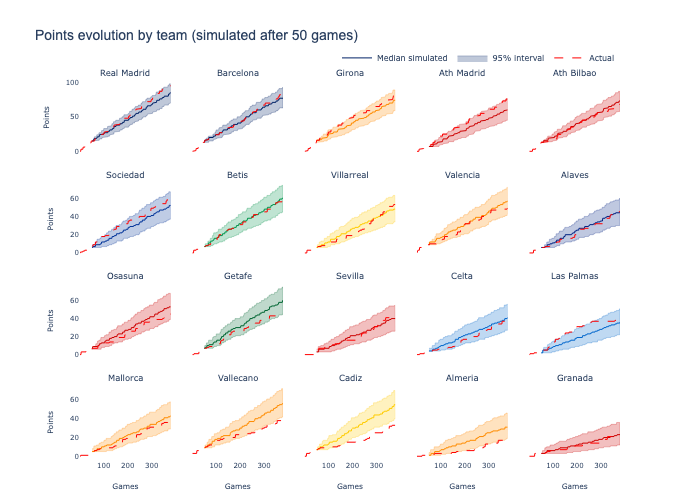 Points evolution by team (simulated after 50 games)
Median simulated 95% interval Actual
Real Madrid Barcelona Girona Ath Madrid Ath Bilbao
100
50
0
Points
Sociedad Betis Villarreal Valencia Alaves
60
40
20
0
Points
Osasuna Getafe Sevilla Celta Las Palmas
60
40
20
0
Points
Mallorca Vallecano Cadiz Almeria Granada
60
40
20
0
Points
100 200 300 100 200 300 100 200 300 100 200 300 100 200 300
Games Games Games Games Games